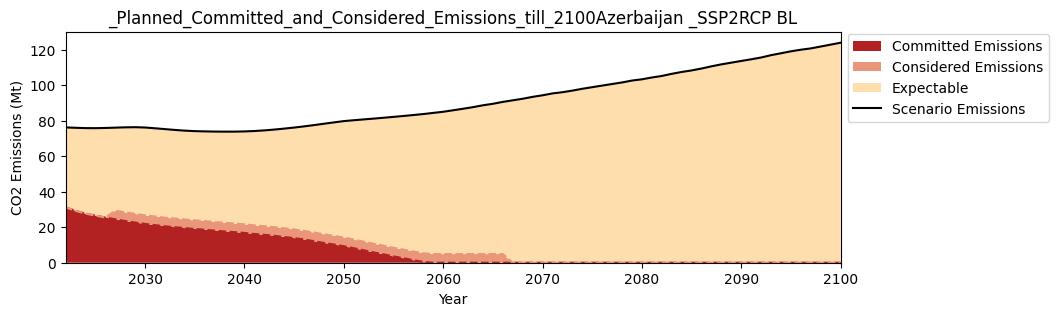 _Planned_Committed_and_Considered_Emissions_till_2100Azerbaijan _SSP2RCP BL
CO2 Emissions (Mt)
120
100
80
60
40
20
0
2030 2040 2050 2060 2070 2080 2090 2100
Year
Committed Emissions
Considered Emissions
Expectable
Scenario Emissions